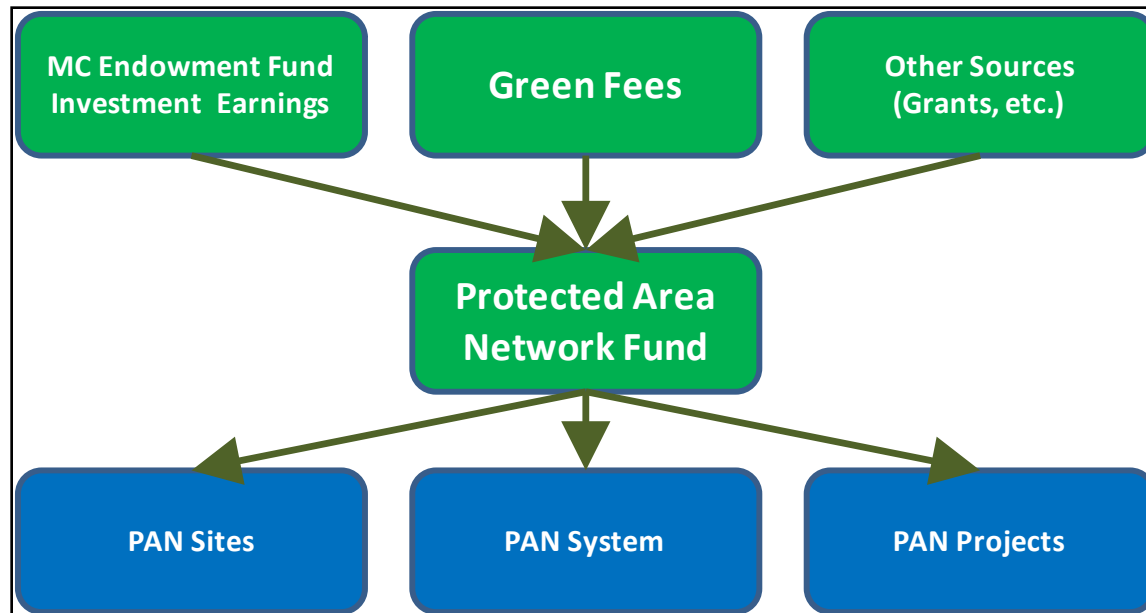 MC Endowment Fund
Investment Earnings
Green Fees
Other Sources
(Grants, etc.)
Protected Area
Network Fund
PAN Sites
PAN System
PAN Projects